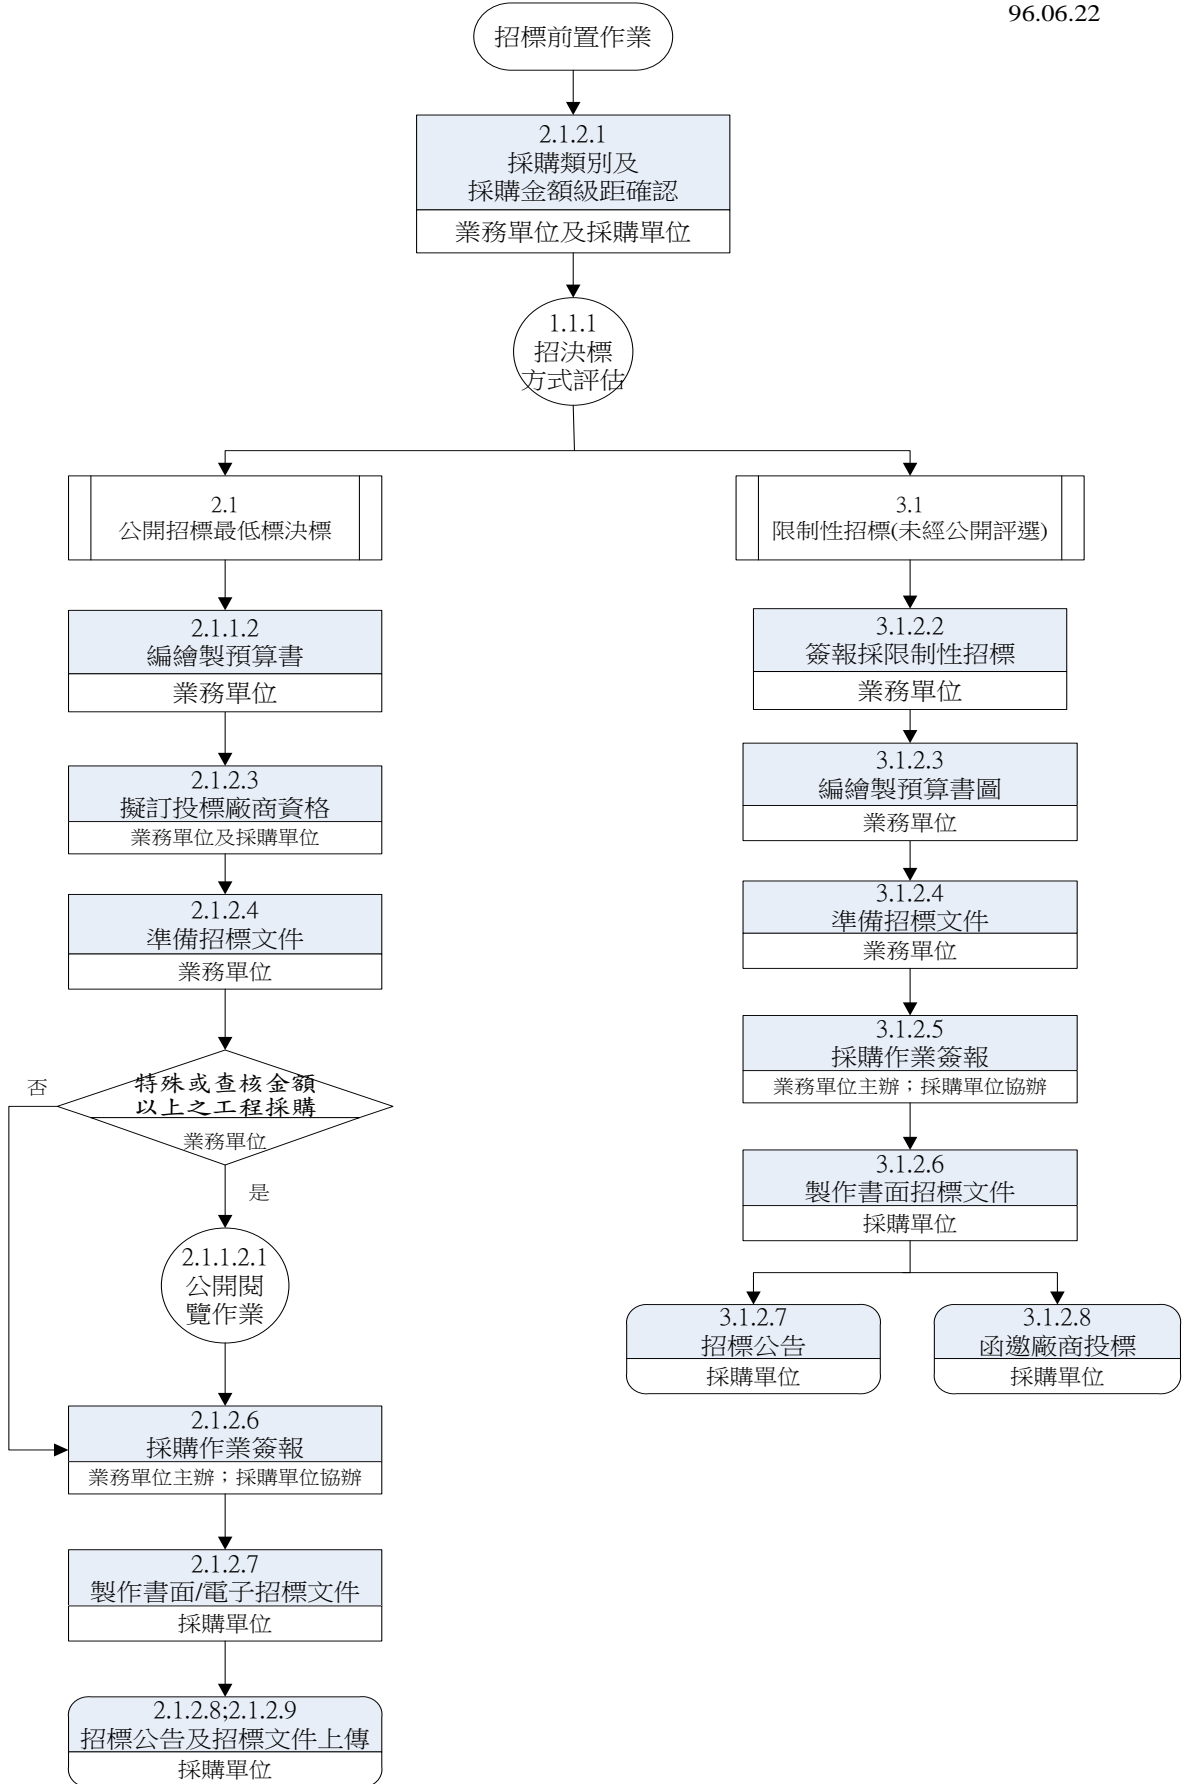 96.06.22
招標前置作業
2.1.2.1
採購類別及
採購金額級距確認
業務單位及採購單位
1.1.1
招決標
方式評估
2.1
公開招標最低標決標
2.1.1.2
編繪製預算書
業務單位
2.1.2.3
擬訂投標廠商資格
業務單位及採購單位
2.1.2.4
準備招標文件
業務單位
特殊或查核金額
以上之工程採購
業務單位
否
是
2.1.1.2.1
公開閱
覽作業
2.1.2.6
採購作業簽報
業務單位主辦；採購單位協辦
2.1.2.7
製作書面/電子招標文件
採購單位
2.1.2.8;2.1.2.9
招標公告及招標文件上傳
採購單位
3.1
限制性招標(未經公開評選)
3.1.2.2
簽報採限制性招標
業務單位
3.1.2.3
編繪製預算書圖
業務單位
3.1.2.4
準備招標文件
業務單位
3.1.2.5
採購作業簽報
業務單位主辦；採購單位協辦
3.1.2.6
製作書面招標文件
採購單位
3.1.2.7
招標公告
採購單位
3.1.2.8
函邀廠商投標
採購單位